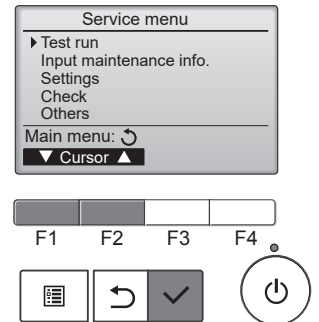 Service menu
Test run
Input maintenance info.
Settings
Check
Others
Main menu:
▼ Cursor ▲
F1 F2 F3 F4